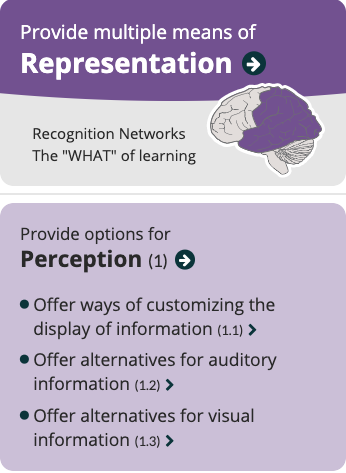 Provide multiple means of
Representation
Recognition Networks
The "WHAT" of learning
Provide options for
Perception (1)
Offer ways of customizing the
display of information (1.1)
Offer alternatives for auditory
information (1.2)
Offer alternatives for visual
information (1.3)